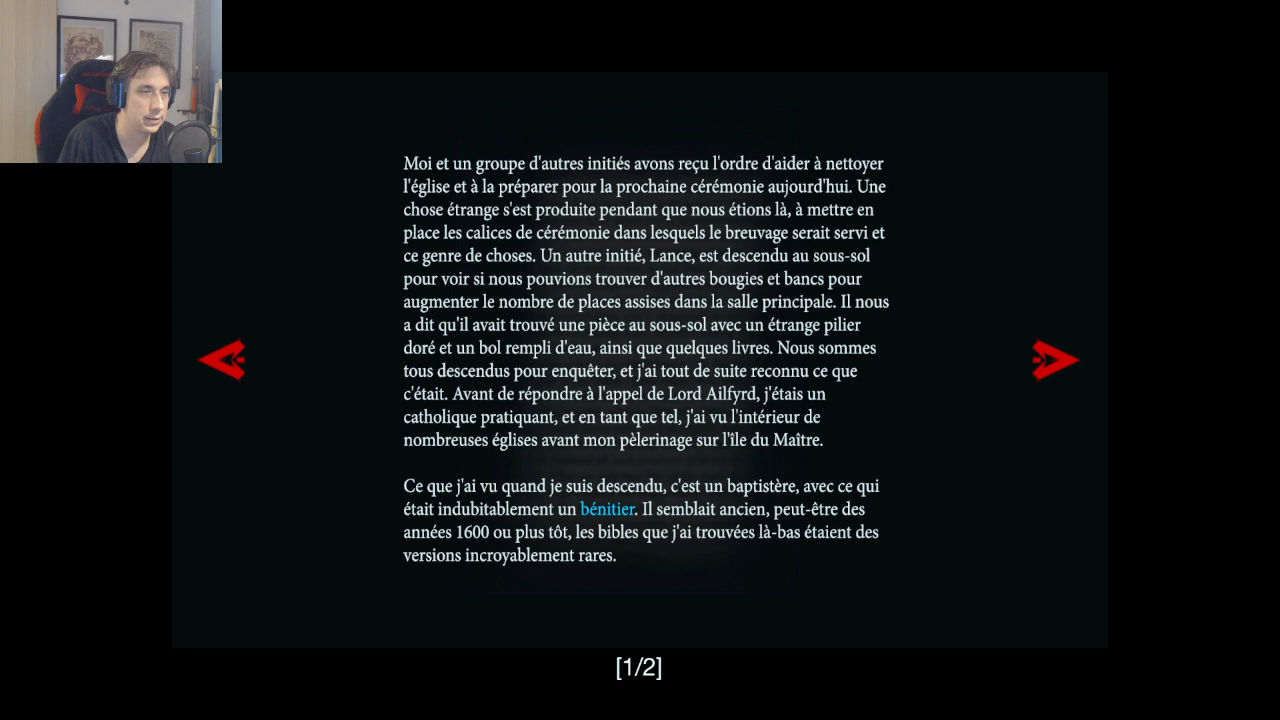 Moi et un groupe d'autres initiés avons reçu l'ordre d'aider à nettoyer
l'église et à la préparer pour la prochaine cérémonie aujourd'hui. Une
chose étrange s'est produite pendant que nous étions là, à mettre en
place les calices de cérémonie dans lesquels le breuvage serait servi et
ce genre de choses. Un autre initié, Lance, est descendu au sous-sol
pour voir si nous pouvions trouver d'autres bougies et bancs pour
augmenter le nombre de places assises dans la salle principale. Il nous
a dit qu'il avait trouvé une pièce au sous-sol avec un étrange pilier
doré et un bol rempli d'eau, ainsi que quelques livres. Nous sommes
tous descendus pour enquêter, et j'ai tout de suite reconnu ce que
c'était. Avant de répondre à l'appel de Lord Ailfyrd, j'étais un
catholique pratiquant, et en tant que tel, j'ai vu l'intérieur de
nombreuses églises avant mon pèlerinage sur l'île du Maître.
Ce que j'ai vu quand je suis descendu, c'est un baptistère, avec ce qui
était indubitablement un bénitier. Il semblait ancien, peut-être des
années 1600 ou plus tôt, les bibles que j'ai trouvées là-bas étaient des
versions incroyablement rares.
[1/2]